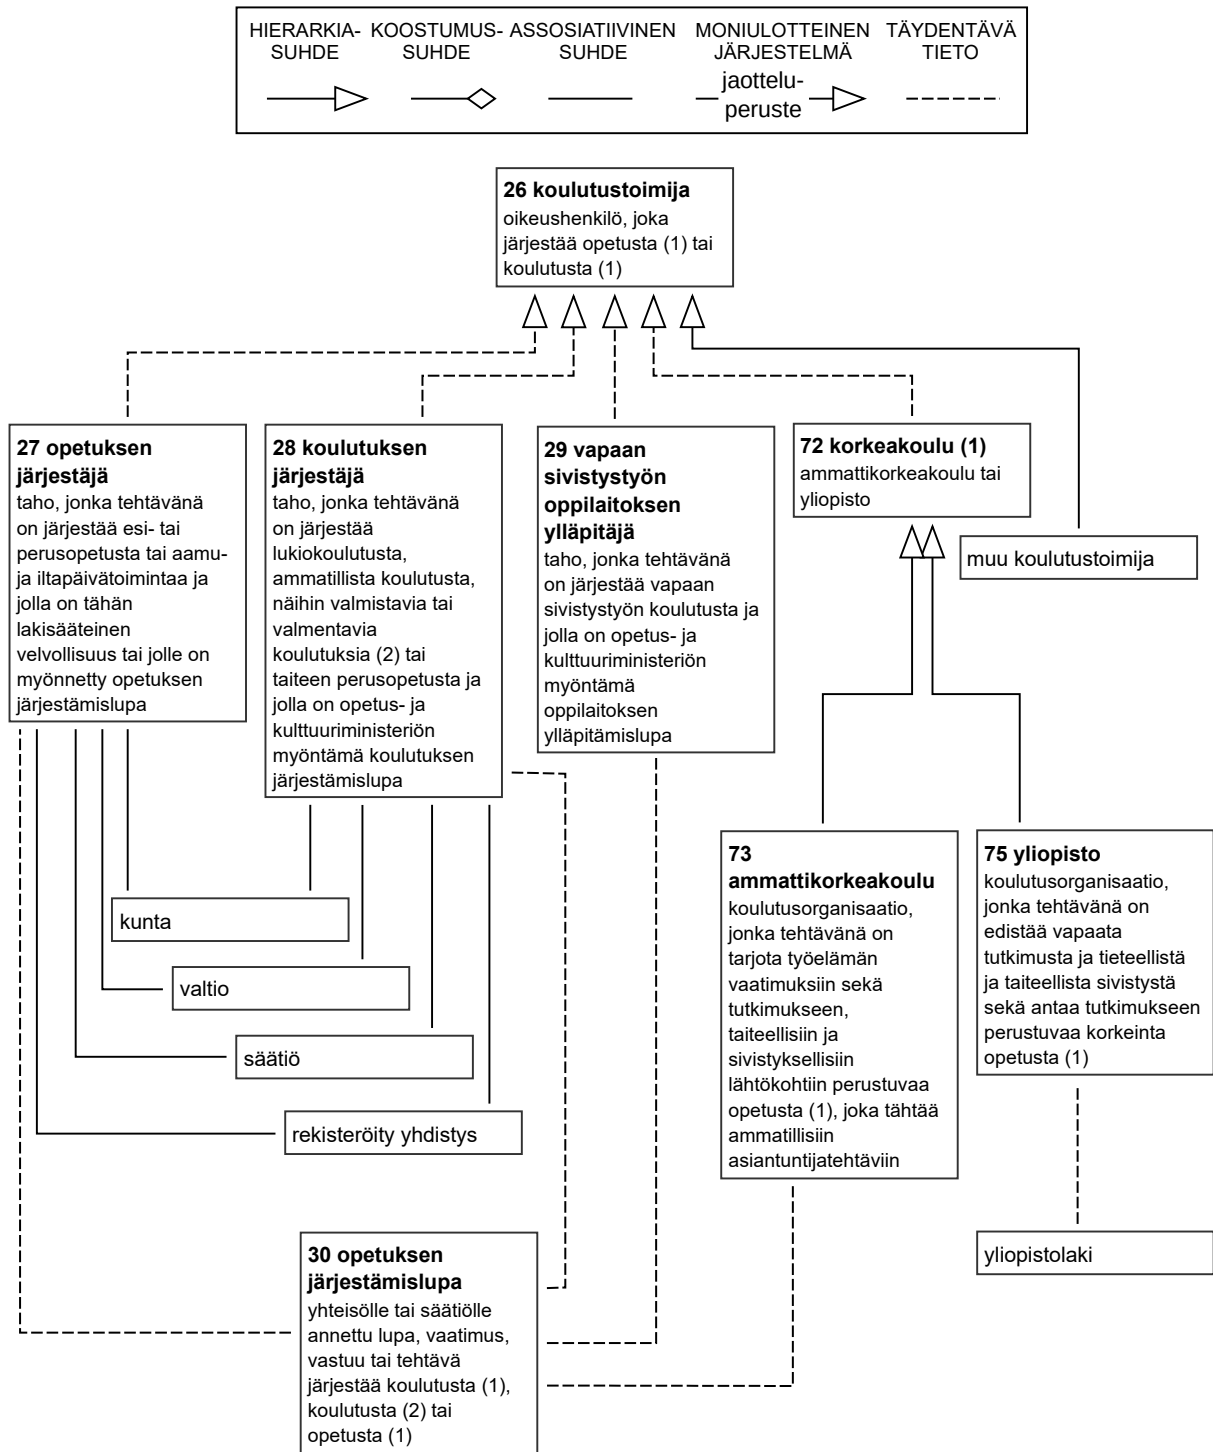 HIERARKIA-
SUHDE
KOOSTUMUS-
SUHDE
ASSOSIATIIVINEN
SUHDE
MONIULOTTEINEN
JÄRJESTELMÄ
TÄYDENTÄVÄ
TIETO
jaottelu-
peruste
26 koulutustoimija
oikeushenkilö, joka
järjestää opetusta (1) tai
koulutusta (1)
27 opetuksen
järjestäjä
taho, jonka tehtävänä
on järjestää esi- tai
perusopetusta tai aamu-
ja iltapäivätoimintaa ja
jolla on tähän
lakisääteinen
velvollisuus tai jolle on
myönnetty opetuksen
järjestämislupa
28 koulutuksen
järjestäjä
taho, jonka tehtävänä
on järjestää
lukiokoulutusta,
ammatillista koulutusta,
näihin valmistavia tai
valmentavia
koulutuksia (2) tai
taiteen perusopetusta ja
jolla on opetus- ja
kulttuuriministeriön
myöntämä koulutuksen
järjestämislupa
29 vapaan
sivistystyön
oppilaitoksen
ylläpitäjä
taho, jonka tehtävänä
on järjestää vapaan
sivistystyön koulutusta ja
jolla on opetus- ja
kulttuuriministeriön
myöntämä
oppilaitoksen
ylläpitämislupa
72 korkeakoulu (1)
ammattikorkeakoulu tai
yliopisto
muu koulutustoimija
73
ammattikorkeakoulu
koulutusorganisaatio,
jonka tehtävänä on
tarjota työelämän
vaatimuksiin sekä
tutkimukseen,
taiteellisiin ja
sivistyksellisiin
lähtökohtiin perustuvaa
opetusta (1), joka tähtää
ammatillisiin
asiantuntijatehtäviin
75 yliopisto
koulutusorganisaatio,
jonka tehtävänä on
edistää vapaata
tutkimusta ja tieteellistä
ja taiteellista sivistystä
sekä antaa tutkimukseen
perustuvaa korkeinta
opetusta (1)
kunta
valtio
säätiö
rekisteröity yhdistys
30 opetuksen
järjestämislupa
yhteisölle tai säätiölle
annettu lupa, vaatimus,
vastuu tai tehtävä
järjestää koulutusta (1),
koulutusta (2) tai
opetusta (1)
yliopistolaki